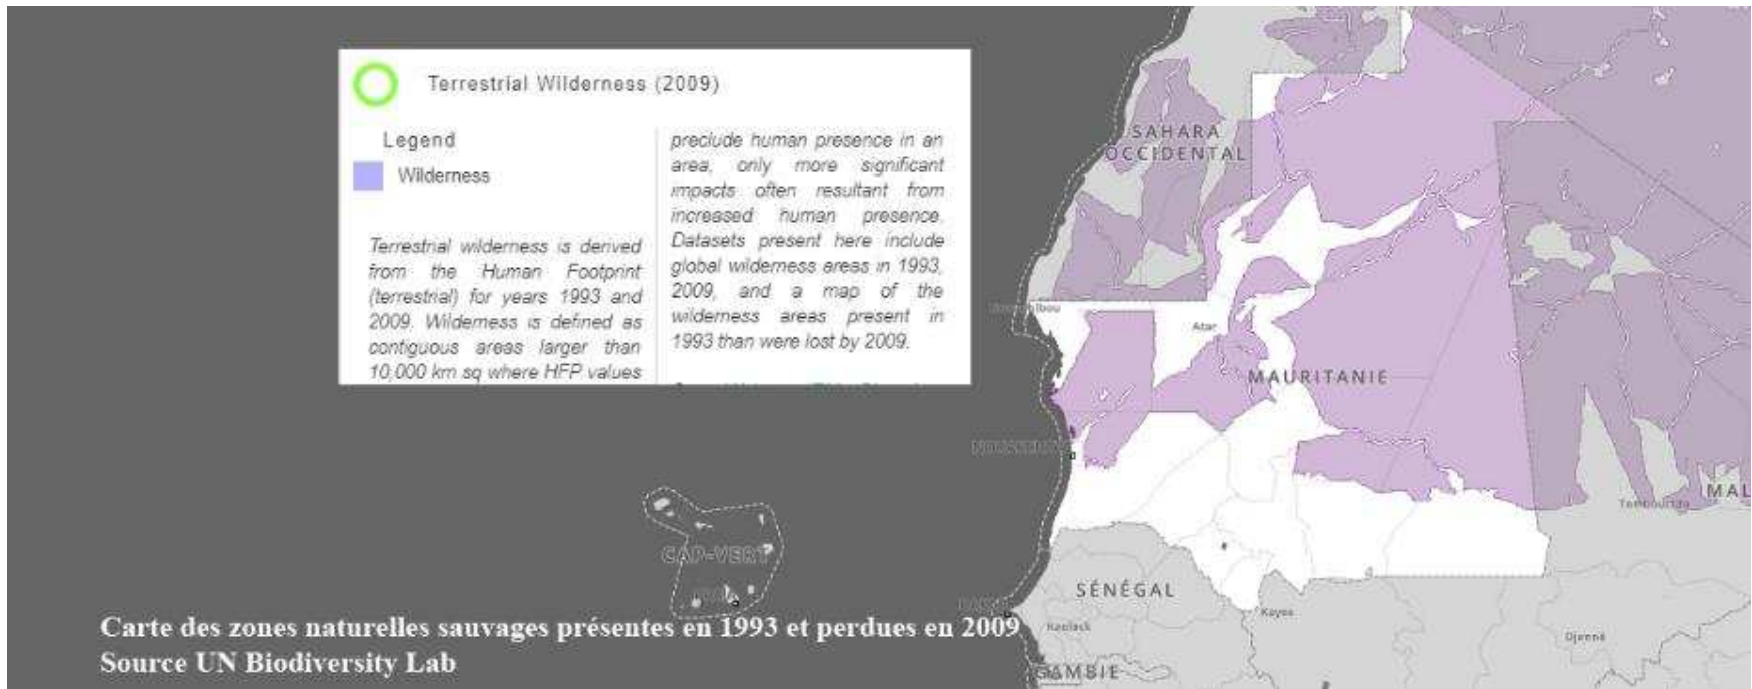 Terrestrial Wilderness (2009)
Legend
Wilderness
Terrestrial wilderness is derived
from the Human Footprint
(terrestrial) for years 1993 and
2009. Wilderness is defined as
contiguous areas larger than
10,000 km sq where HFP values
preclude human presence in an
area, only more significant
impacts often resultant from
increased human presence.
Datasets present here include
global wilderness areas in 1993,
2009, and a map of the
wilderness areas present in
1993 than were lost by 2009.
SAHARA
OCCIDENTAL
Atar
MAURITANIE
Tombouctou
MAL
CAP-VERT
SÉNÉGAL
Kayes
Kaolack
Djenné
GAMBIE
Carte des zones naturelles sauvages présentes en 1993 et perdues en 2009
Source UN Biodiversity Lab